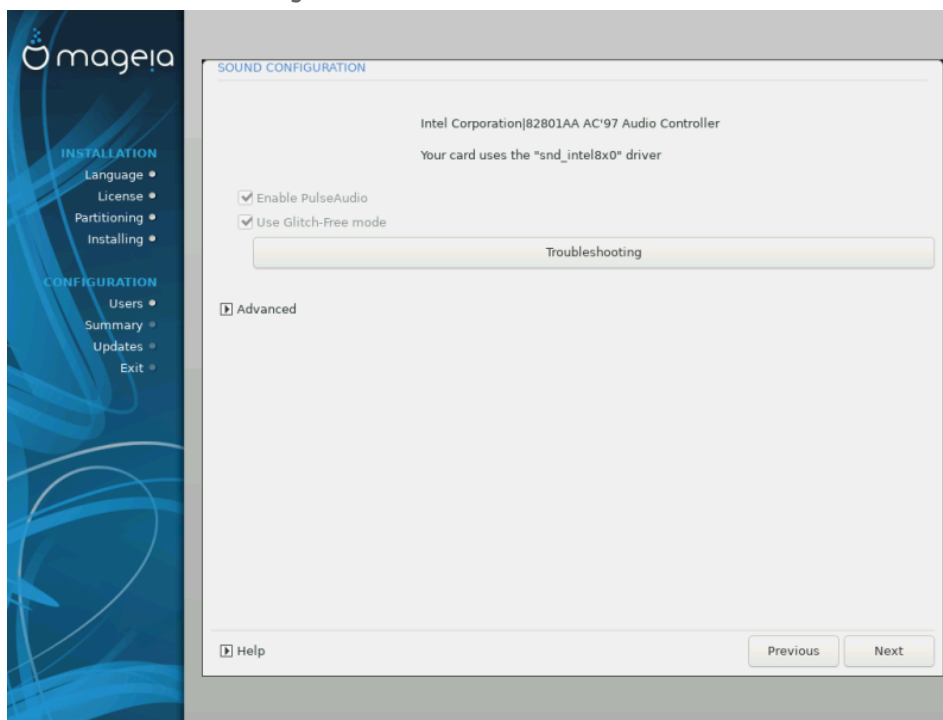 mageia
INSTALLATION
Language
License
Partitioning
Installing
CONFIGURATION
Users
Summary
Updates
Exit
SOUND CONFIGURATION
Intel Corporation|82801AA AC'97 Audio Controller
Your card uses the "snd_intel8x0" driver
Enable PulseAudio
Use Glitch-Free mode
Troubleshooting
Advanced
Help
Previous Next